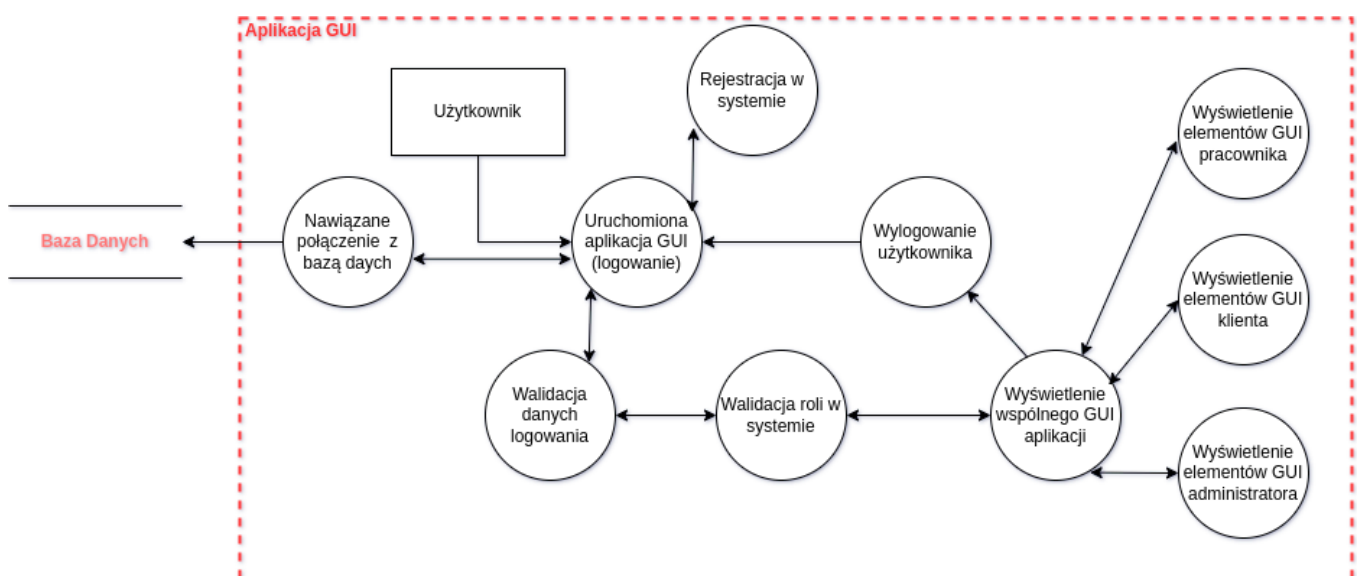 Aplikacja GUI
Rejestracja w
systemie
Użytkownik
Wyświetlenie
elementów GUI
pracownika
Nawiązane
połączenie z
bazą daych
Uruchomiona
aplikacja GUI
(logowanie)
Wylogowanie
użytkownika
Baza Danych
Wyświetlenie
elementów GUI
klienta
Walidacja
danych
logowania
Walidacja roli w
systemie
Wyświetlenie
wspólnego GUI
aplikacji
Wyświetlenie
elementów GUI
administratora